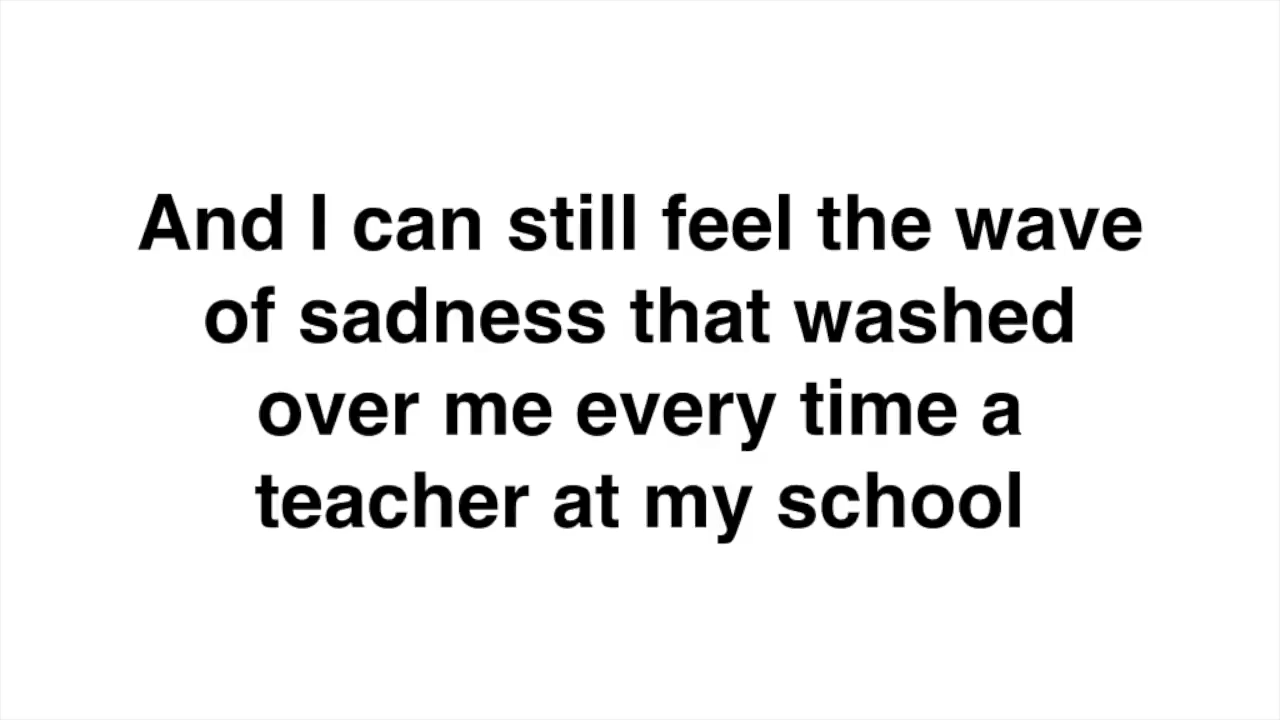 And I can still feel the wave
of sadness that washed
over me every time a
teacher at my school